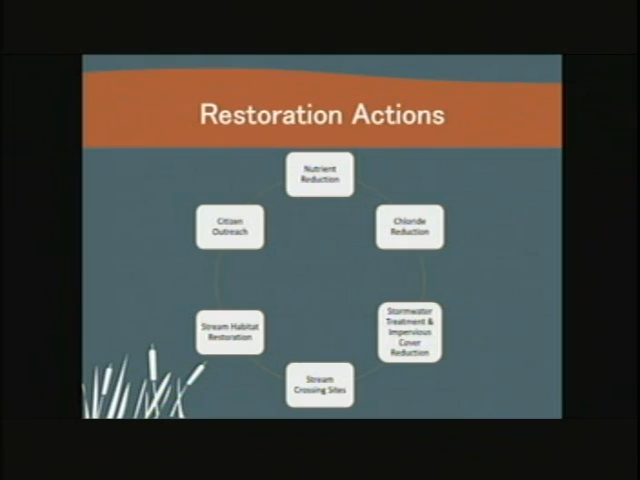 Restoration Actions
Nutrient
Reduction
Citizen
Outreach
Chloride
Reduction
Stream Habitat
Restoration
Stormwater
Treatment &
Impervious
Cover
Reduction
Stream
Crossing Sites